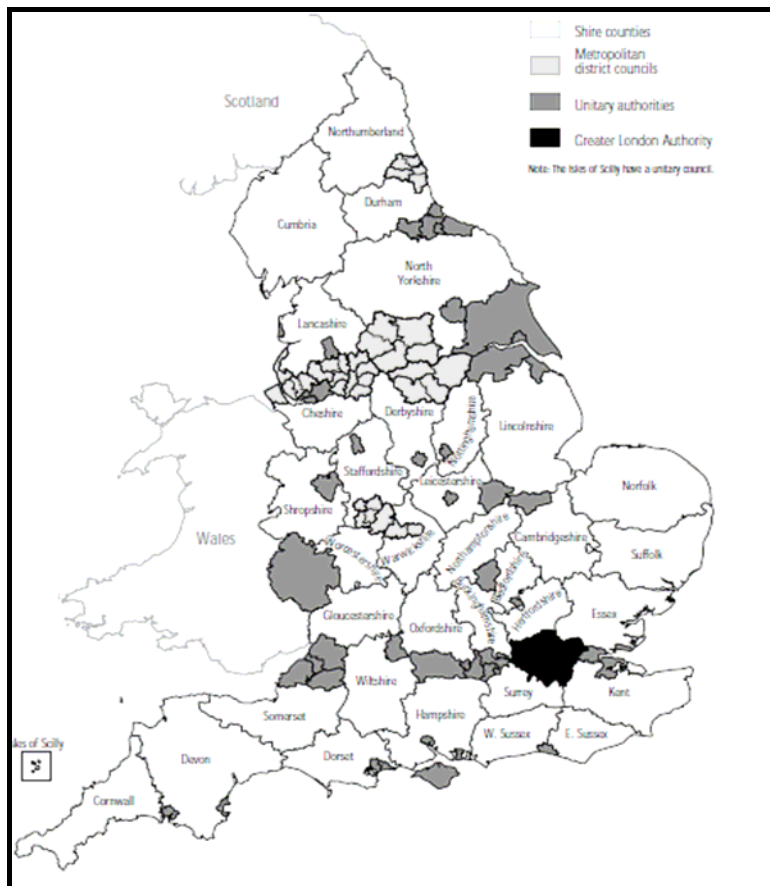 Shire counties
Metropolitan
district councils
Unitary authorities
Greater London Authority
Note: The Isles of Scilly have a unitary council.
Scotland
Northumberland
Durham
Cumbria
North
Yorkshire
Lancashire
Cheshire
Derbyshire
Nottinghamshire
Lincolnshire
Staffordshire
Leicestershire
Norfolk
Shropshire
Wales
Worcestershire
Warwickshire
Northamptonshire
Cambridgeshire
Suffolk
Bedfordshire
Buckinghamshire
Hertfordshire
Essex
Gloucestershire
Oxfordshire
Wiltshire
Surrey
Kent
Somerset
Hampshire
W. Sussex
E. Sussex
Isles of Scilly
Devon
Dorset
Cornwall